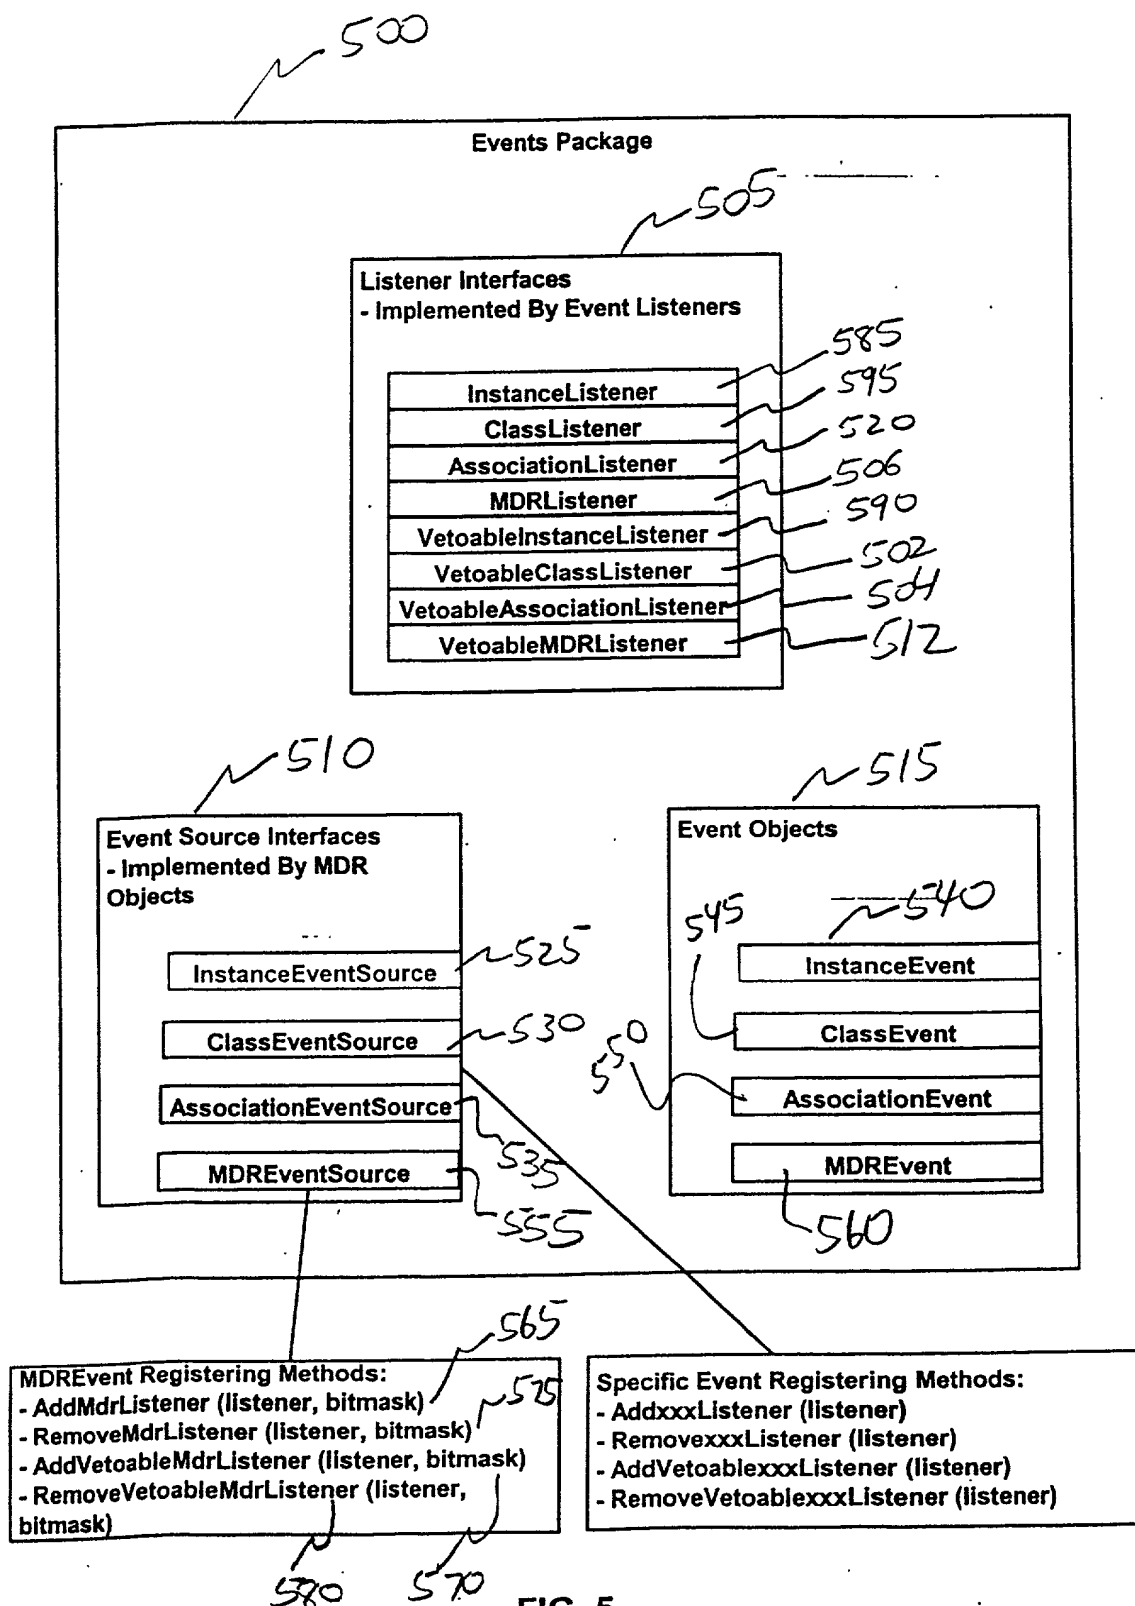 500
Events Package
505
Listener Interfaces
- Implemented By Event Listeners
585
InstanceListener
595
ClassListener
520
AssociationListener
506
MDRListener
590
VetoableInstanceListener
502
VetoableClassListener
504
VetoableAssociationListener
512
VetoableMDRListener
510
Event Source Interfaces
- Implemented By MDR
Objects
525
InstanceEventSource
530
ClassEventSource
AssociationEventSource
535
MDREventSource
555
515
Event Objects
545
540
InstanceEvent
ClassEvent
550
AssociationEvent
MDREvent
560
565
MDREvent Registering Methods:
- AddMdrListener (listener, bitmask)
575
- RemoveMdrListener (listener, bitmask)
- AddVetoableMdrListener (listener, bitmask)
- RemoveVetoableMdrListener (listener,
bitmask)
580
570
Specific Event Registering Methods:
- AddxxxListener (listener)
- RemovexxxListener (listener)
- AddVetoablexxxListener (listener)
- RemoveVetoablexxxListener (listener)
FIG. 5